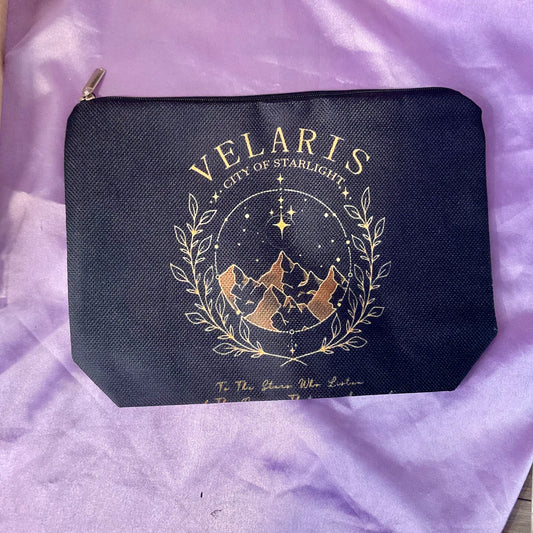 VELARIS
· CITY OF STARLIGHT ·
To The Stars Who Listen